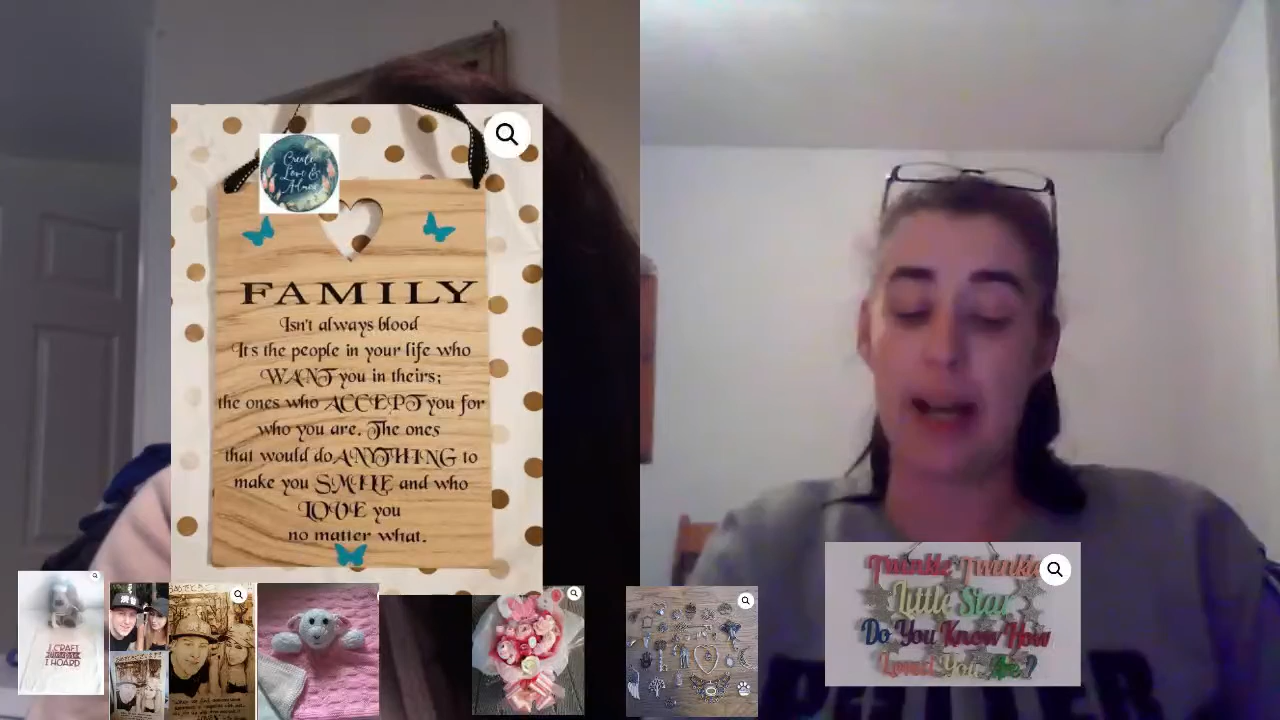 Create
Love &
FAMILY
Isn't always blood
It's the people in your life who
WANT you in theirs;
the ones who ACCEPT you for
who you are. The ones
that would do ANYTHING to
make you SMILE and who
LOVE you
no matter what.
I CRAFT
I HOARD
Twinkle Twinkle
Little Star
Do You Know How
Loved You Are?